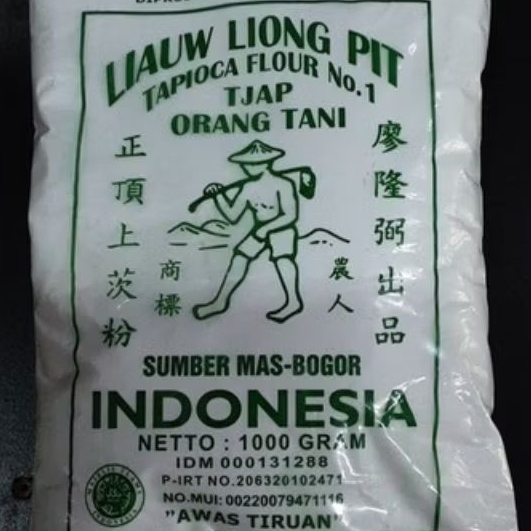 LIAUW LIONG PIT
TAPIOCA FLOUR No.1
TJAP
ORANG TANI
正頂上茨粉
商標
農人
廖隆弼出品
SUMBER MAS-BOGOR
INDONESIA
NETTO : 1000 GRAM
IDM 000131288
P-IRT NO.206320102471
NO.MUI: 00220079471116
"AWAS TIRUAN"